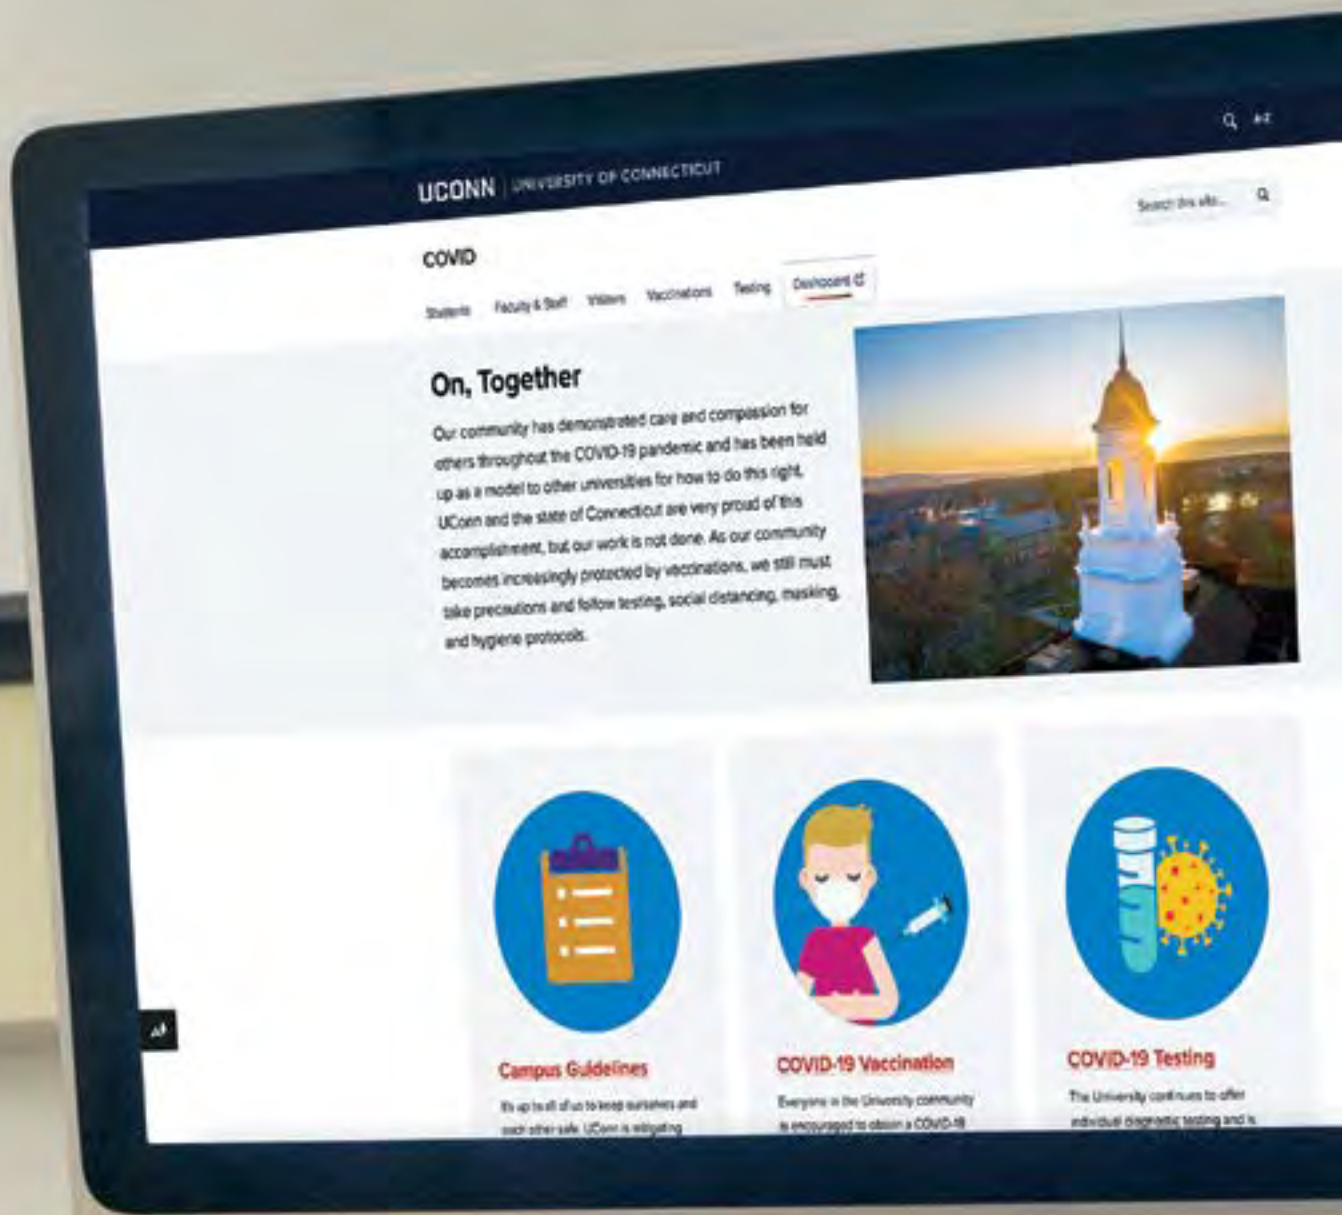 UCONN UNIVERSITY OF CONNECTICUT
A-Z
Search this site...
COVID
Students Faculty & Staff Visitors Vaccinations Testing Dashboard
On, Together
Our community has demonstrated care and compassion for
others throughout the COVID-19 pandemic and has been held
up as a model to other universities for how to do this right.
UConn and the state of Connecticut are very proud of this
accomplishment, but our work is not done. As our community
becomes increasingly protected by vaccinations, we still must
take precautions and follow testing, social distancing, masking,
and hygiene protocols.
Campus Guidelines
It's up to all of us to keep ourselves and
each other safe. UConn is mitigating
COVID-19 Vaccination
Everyone in the University community
is encouraged to obtain a COVID-19
COVID-19 Testing
The University continues to offer
individual diagnostic testing and is